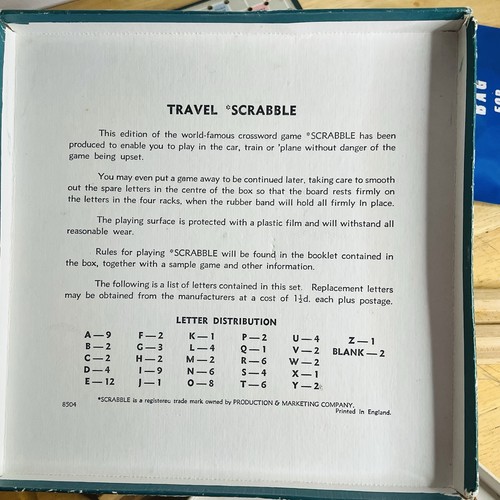 TRAVEL *SCRABBLE
This edition of the world-famous crossword game *SCRABBLE has been
produced to enable you to play in the car, train or 'plane without danger of the
game being upset.
You may even put a game away to be continued later, taking care to smooth
out the spare letters in the centre of the box so that the board rests firmly on
the letters in the four racks, when the rubber band will hold all firmly in place.
The playing surface is protected with a plastic film and will withstand all
reasonable wear.
Rules for playing *SCRABBLE will be found in the booklet contained in
the box, together with a sample game and other information.
The following is a list of letters contained in this set. Replacement letters
may be obtained from the manufacturers at a cost of 1½d. each plus postage.
LETTER DISTRIBUTION
A—9 F—2 K—1 P—2 U—4 Z—1
B—2 G—3 L—4 Q—1 V—2 BLANK—2
C—2 H—2 M—2 R—6 W—2
D—4 I—9 N—6 S—4 X—1
E—12 J—1 O—8 T—6 Y—2
*SCRABBLE is a registered trade mark owned by PRODUCTION & MARKETING COMPANY,
8504 Printed in England.
BAG
FOR